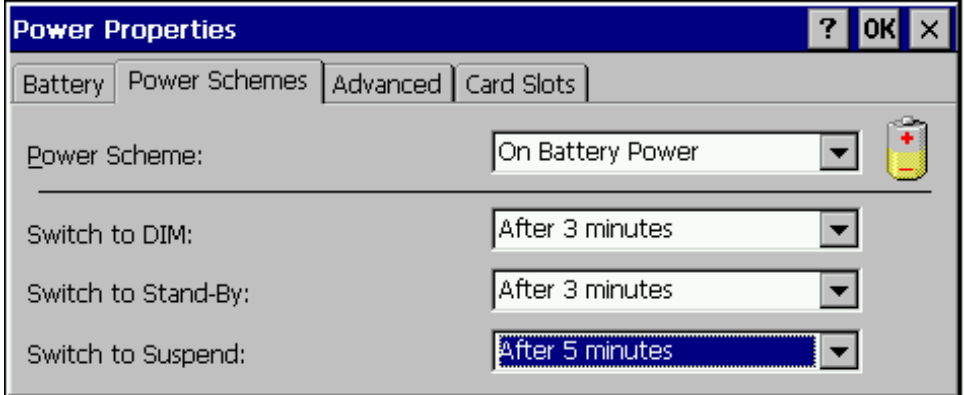 Power Properties ? OK ×
Battery Power Schemes Advanced Card Slots
Power Scheme: On Battery Power
Switch to DIM: After 3 minutes
Switch to Stand-By: After 3 minutes
Switch to Suspend: After 5 minutes